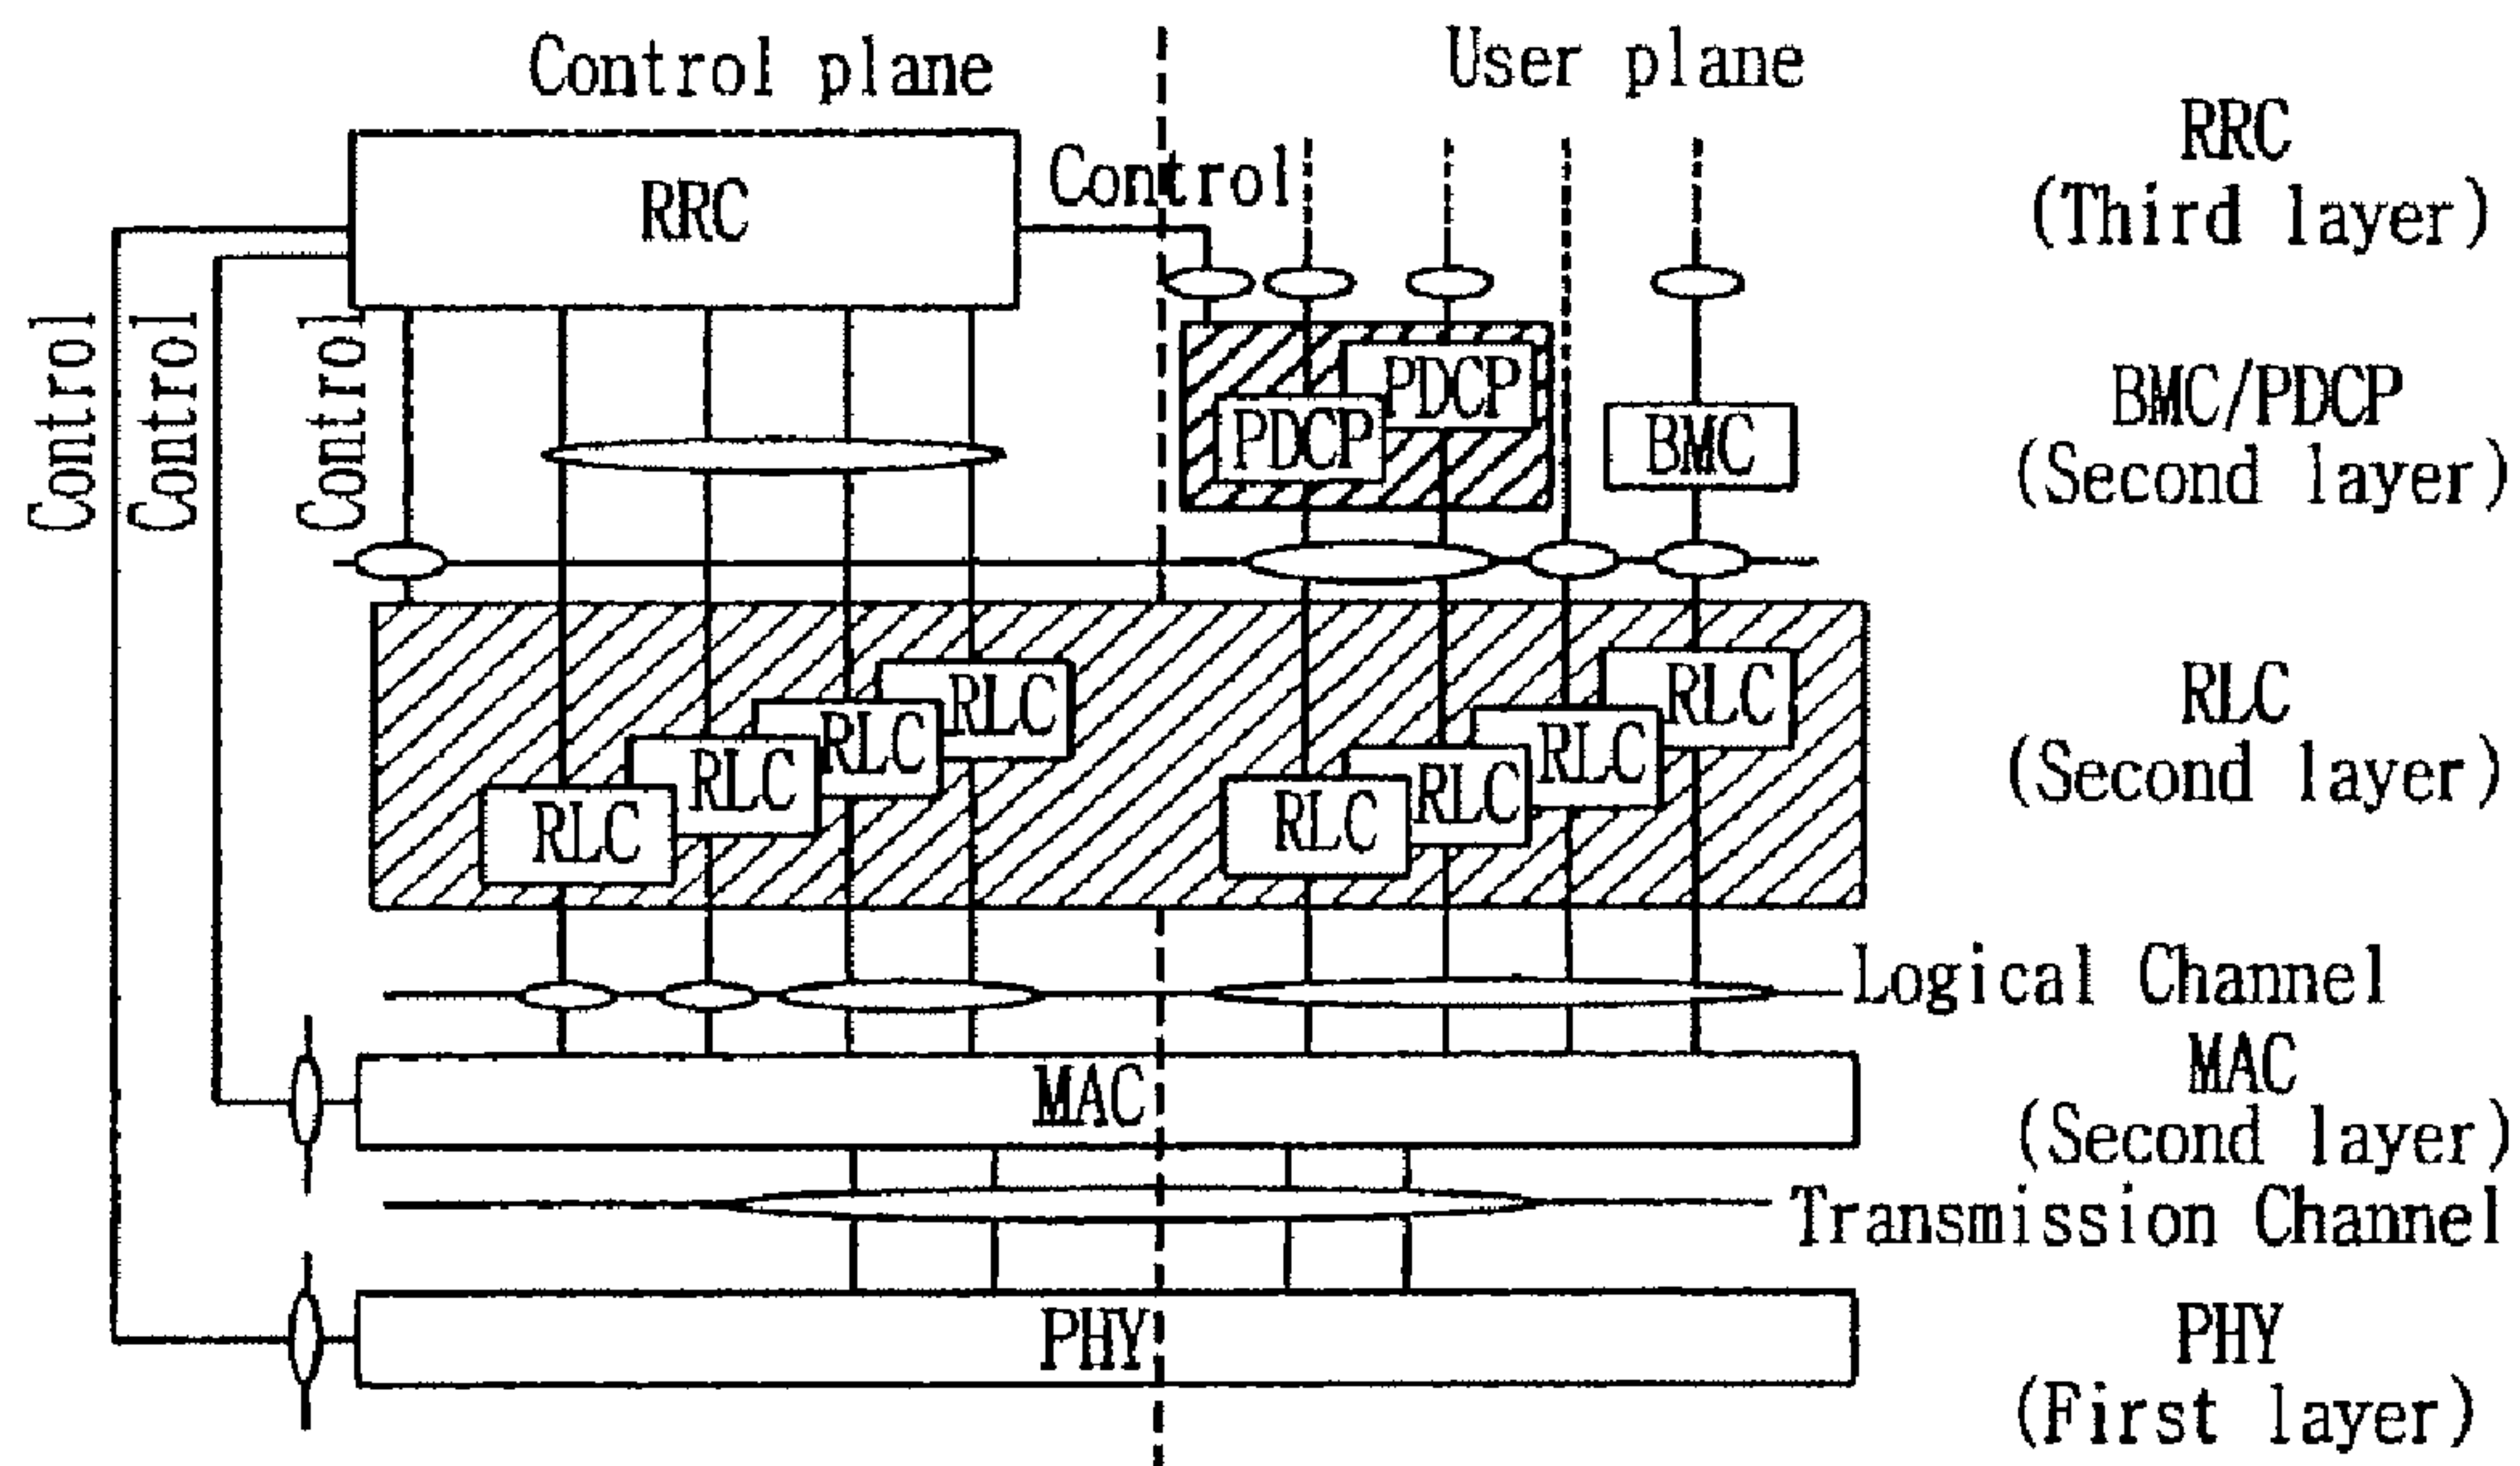 Control plane
User plane
RRC
(Third layer)
RRC
Control
Control
Control
Control
PDCP
PDCP
BMC
BMC/PDCP
(Second layer)
RLC
RLC
RLC
RLC
RLC
RLC
RLC
RLC
RLC
(Second layer)
Logical Channel
MAC
MAC
(Second layer)
Transmission Channel
PHY
PHY
(First layer)